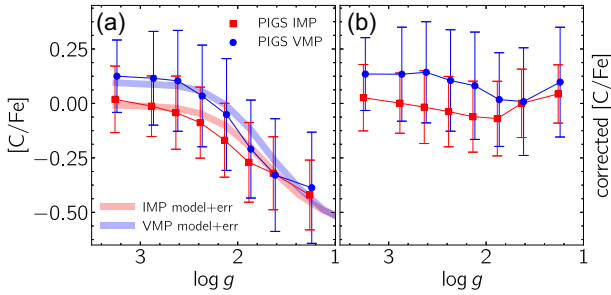 (a)
PIGS IMP
PIGS VMP
(b)
0.25
0.00
−0.25
−0.50
[C/Fe]
IMP model+err
VMP model+err
corrected [C/Fe]
3
2
1
3
2
1
log g
log g